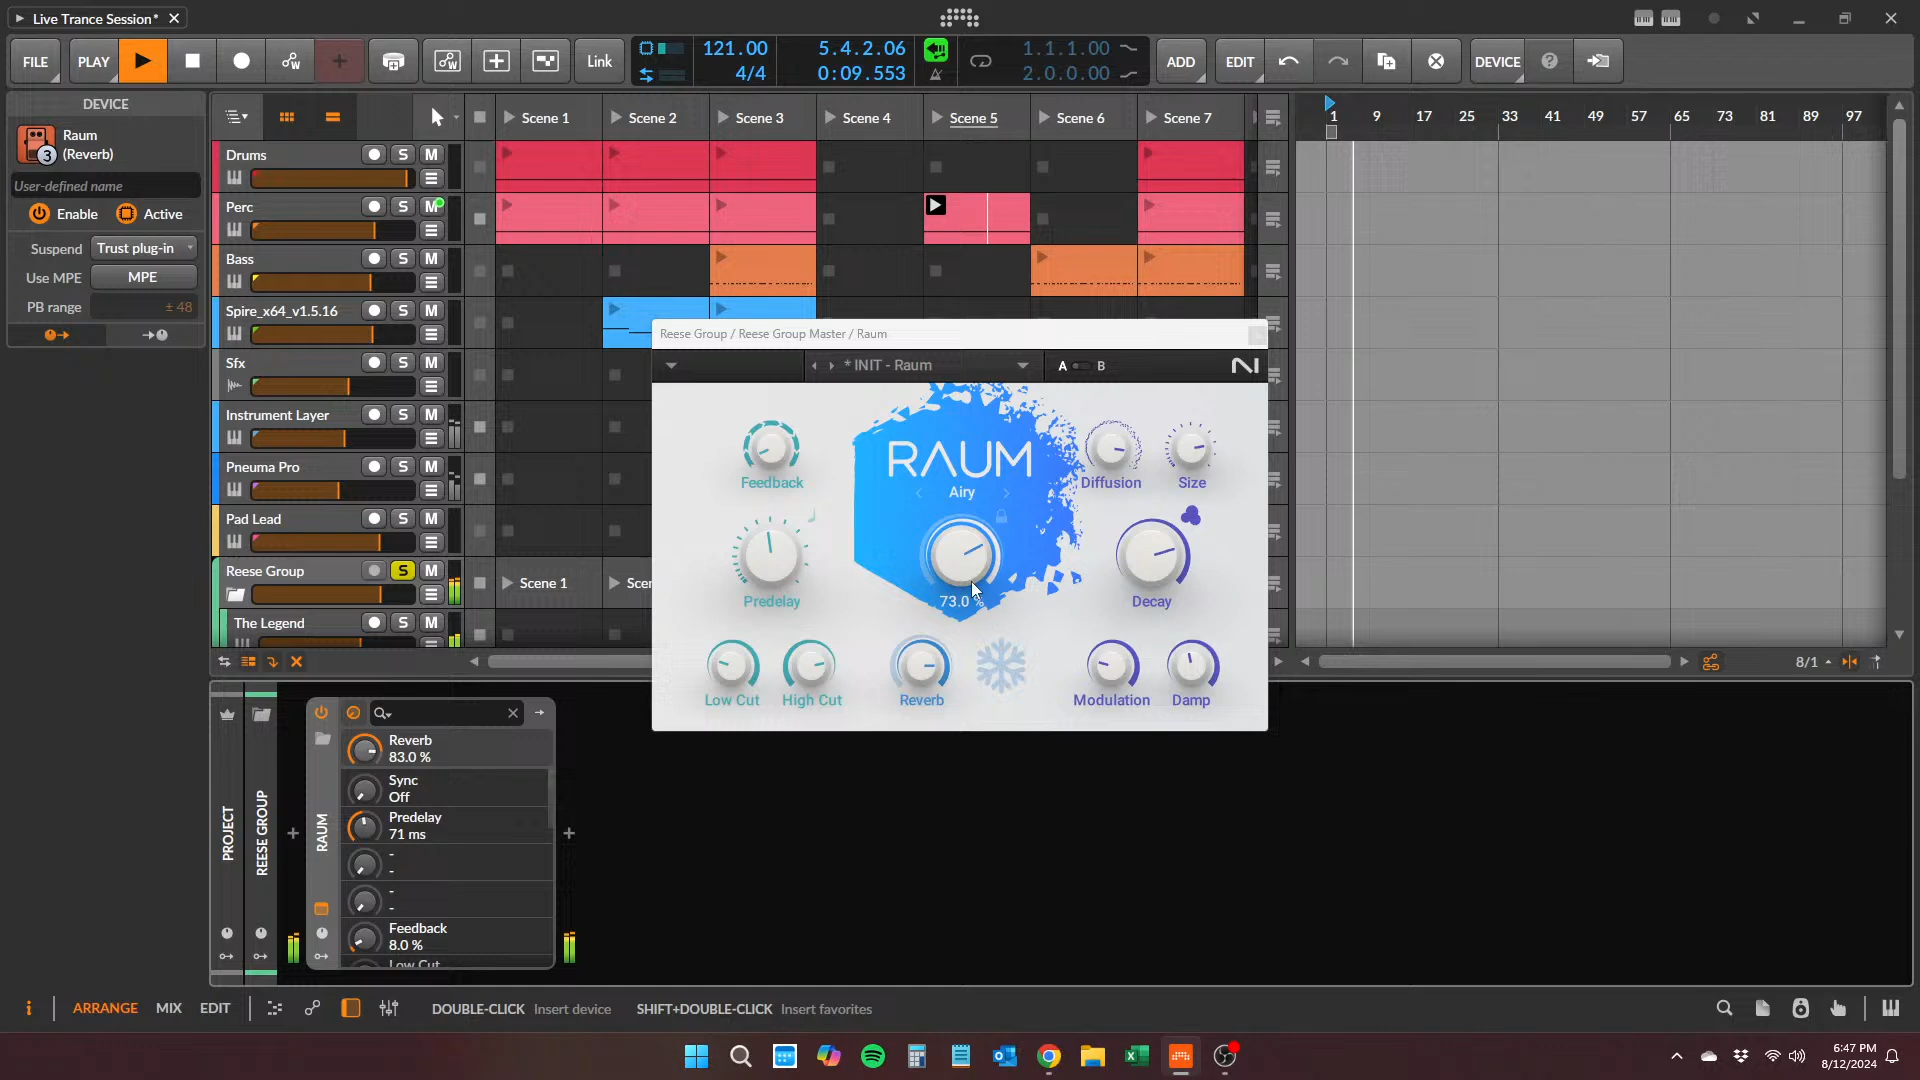 Live Trance Session*
FILE
PLAY
Link
121.00
4/4
5.4.2.06
0:09.553
1.1.1.00
2.0.0.00
ADD
EDIT
DEVICE
DEVICE
Raum
(Reverb)
3
User-defined name
Enable
Active
Suspend
Trust plug-in
Use MPE
MPE
PB range
± 48
Scene 1
Scene 2
Scene 3
Scene 4
Scene 5
Scene 6
Scene 7
1
9
17
25
33
41
49
57
65
73
81
89
97
Drums
S
M
Perc
S
M
Bass
S
M
Spire_x64_v1.5.16
S
M
Sfx
S
M
Instrument Layer
S
M
Pneuma Pro
S
M
Pad Lead
S
M
Reese Group
S
M
Scene 1
Scen
The Legend
S
M
8/1
Reese Group / Reese Group Master / Raum
* INIT - Raum
A
B
RAUM
Airy
Feedback
Diffusion
Size
Predelay
73.0 %
Decay
Low Cut
High Cut
Reverb
Modulation
Damp
PROJECT
REESE GROUP
RAUM
Reverb
83.0 %
Sync
Off
Predelay
71 ms
-
-
-
-
Feedback
8.0 %
Low Cut
ARRANGE
MIX
EDIT
DOUBLE-CLICK Insert device
SHIFT+DOUBLE-CLICK Insert favorites
6:47 PM
8/12/2024